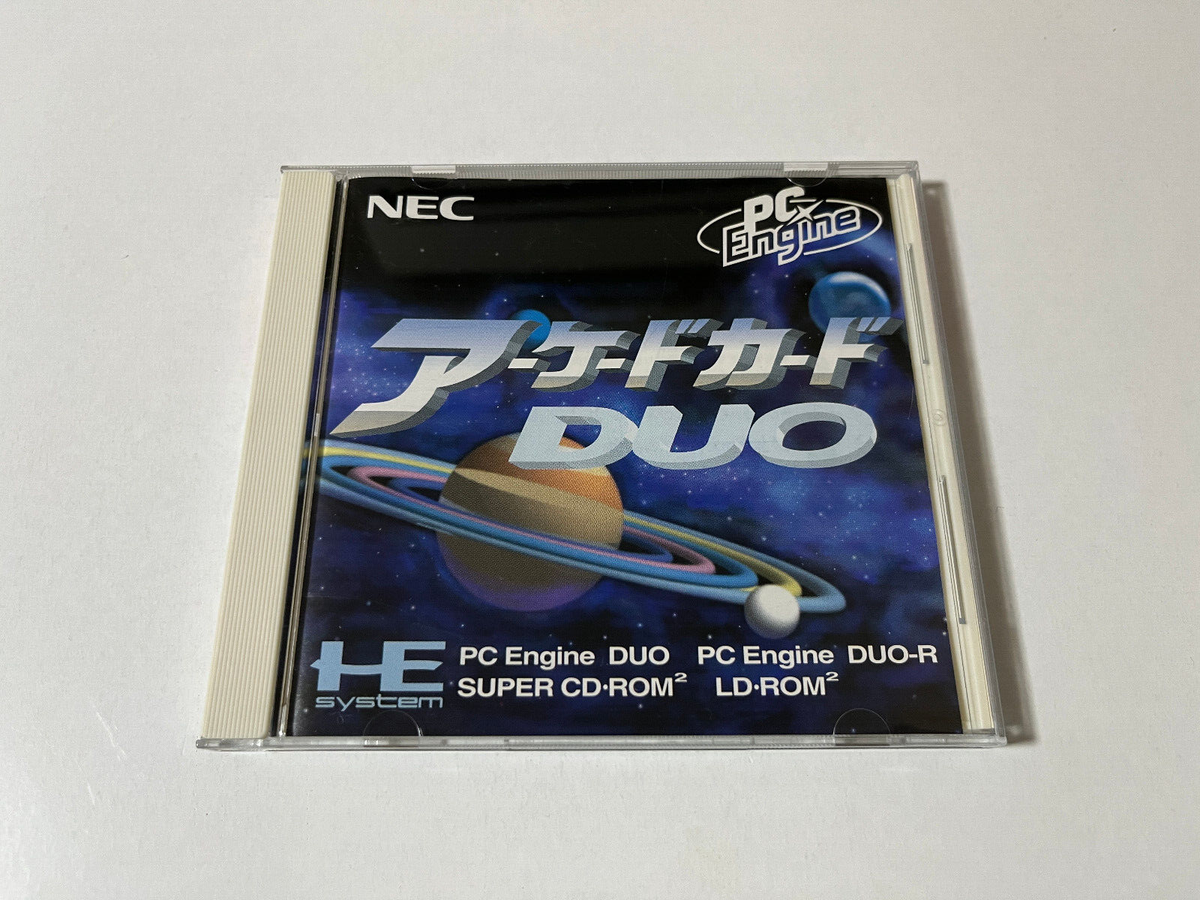 NEC
PC Engine
アーケードカード
DUO
HE system
PC Engine DUO PC Engine DUO-R
SUPER CD・ROM² LD・ROM²